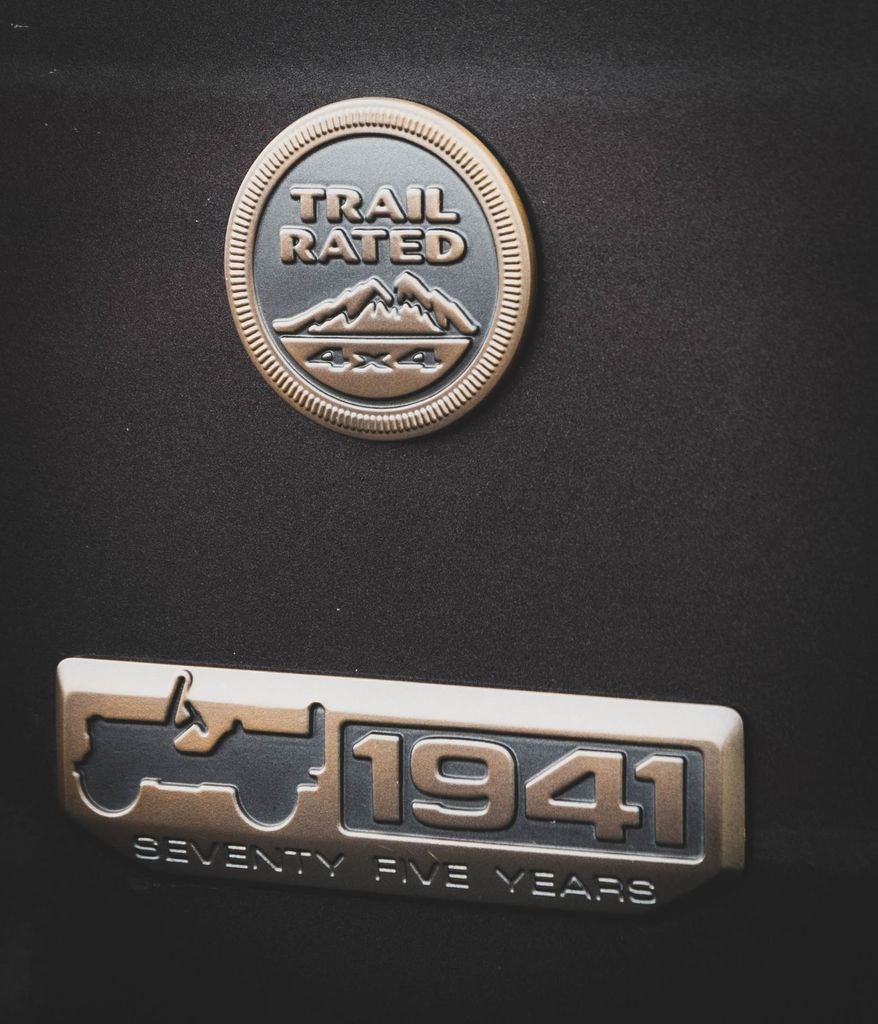 TRAIL
RATED
4x4
1941
SEVENTY FIVE YEARS